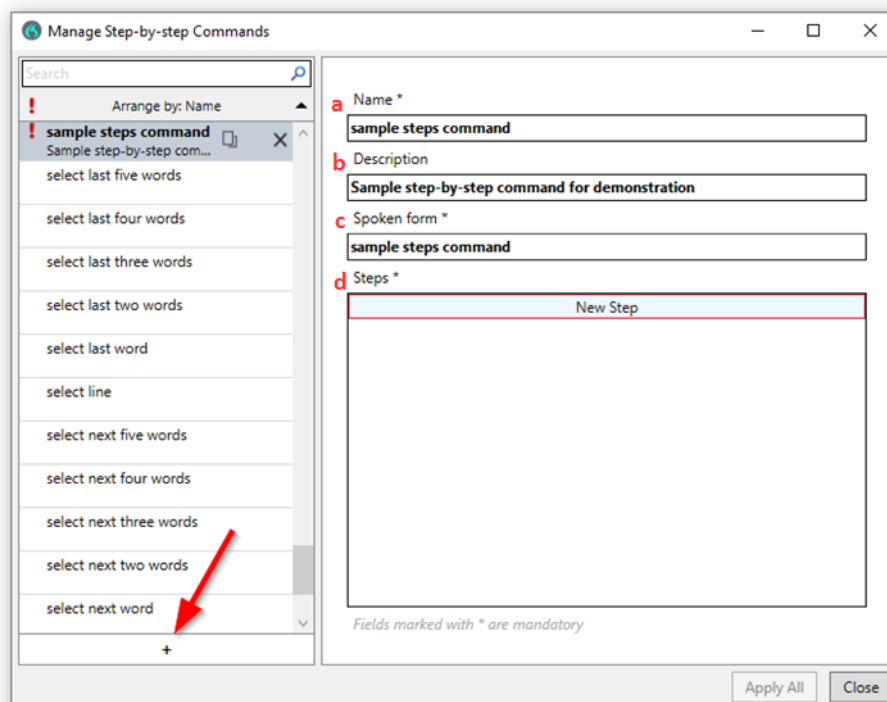 Manage Step-by-step Commands
Search
! Arrange by: Name
! sample steps command
Sample step-by-step com...
select last five words
select last four words
select last three words
select last two words
select last word
select line
select next five words
select next four words
select next three words
select next two words
select next word
+
a Name *
sample steps command
b Description
Sample step-by-step command for demonstration
c Spoken form *
sample steps command
d Steps *
New Step
Fields marked with * are mandatory
Apply All
Close